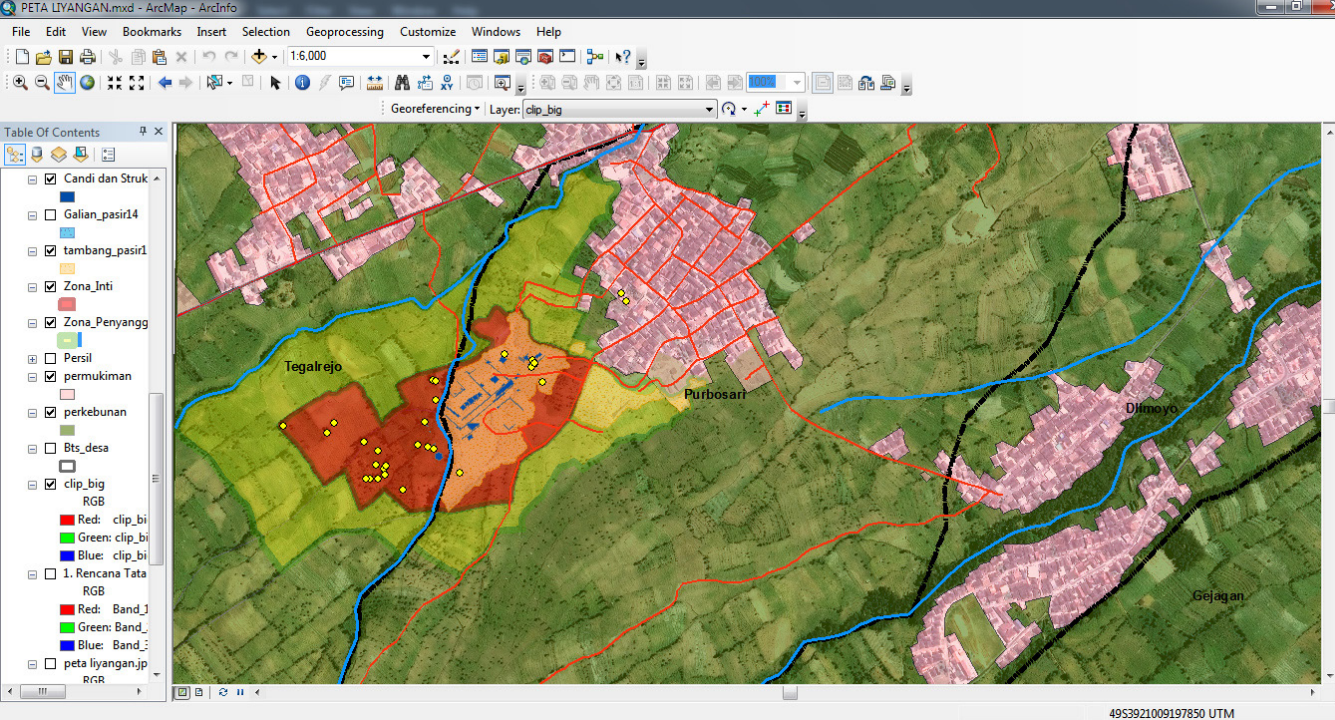 PETA LIYANGAN.mxd - ArcMap - ArcInfo
File Edit View Bookmarks Insert Selection Geoprocessing Customize Windows Help
1:6,000
100%
Georeferencing Layer: clip_big
Table Of Contents
Candi dan Struk
Galian_pasir14
tambang_pasir1
Zona_Inti
Zona_Penyangg
Persil
permukiman
perkebunan
Bts_desa
clip_big
RGB
Red: clip_bi
Green: clip_bi
Blue: clip_bi
1. Rencana Tata
RGB
Red: Band_1
Green: Band_
Blue: Band_
peta liyangan.jp
RGB
Tegalrejo
Purbosari
Dlimoyo
Gejagan
49S3921009197850 UTM